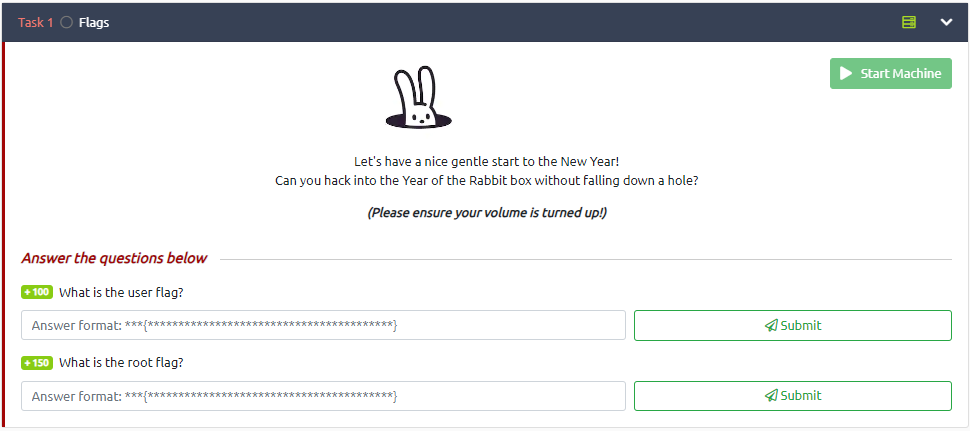 Task 1 Flags
Start Machine
Let's have a nice gentle start to the New Year!
Can you hack into the Year of the Rabbit box without falling down a hole?
(Please ensure your volume is turned up!)
Answer the questions below
+100 What is the user flag?
Answer format: ***{****************************************} Submit
+150 What is the root flag?
Answer format: ***{****************************************} Submit